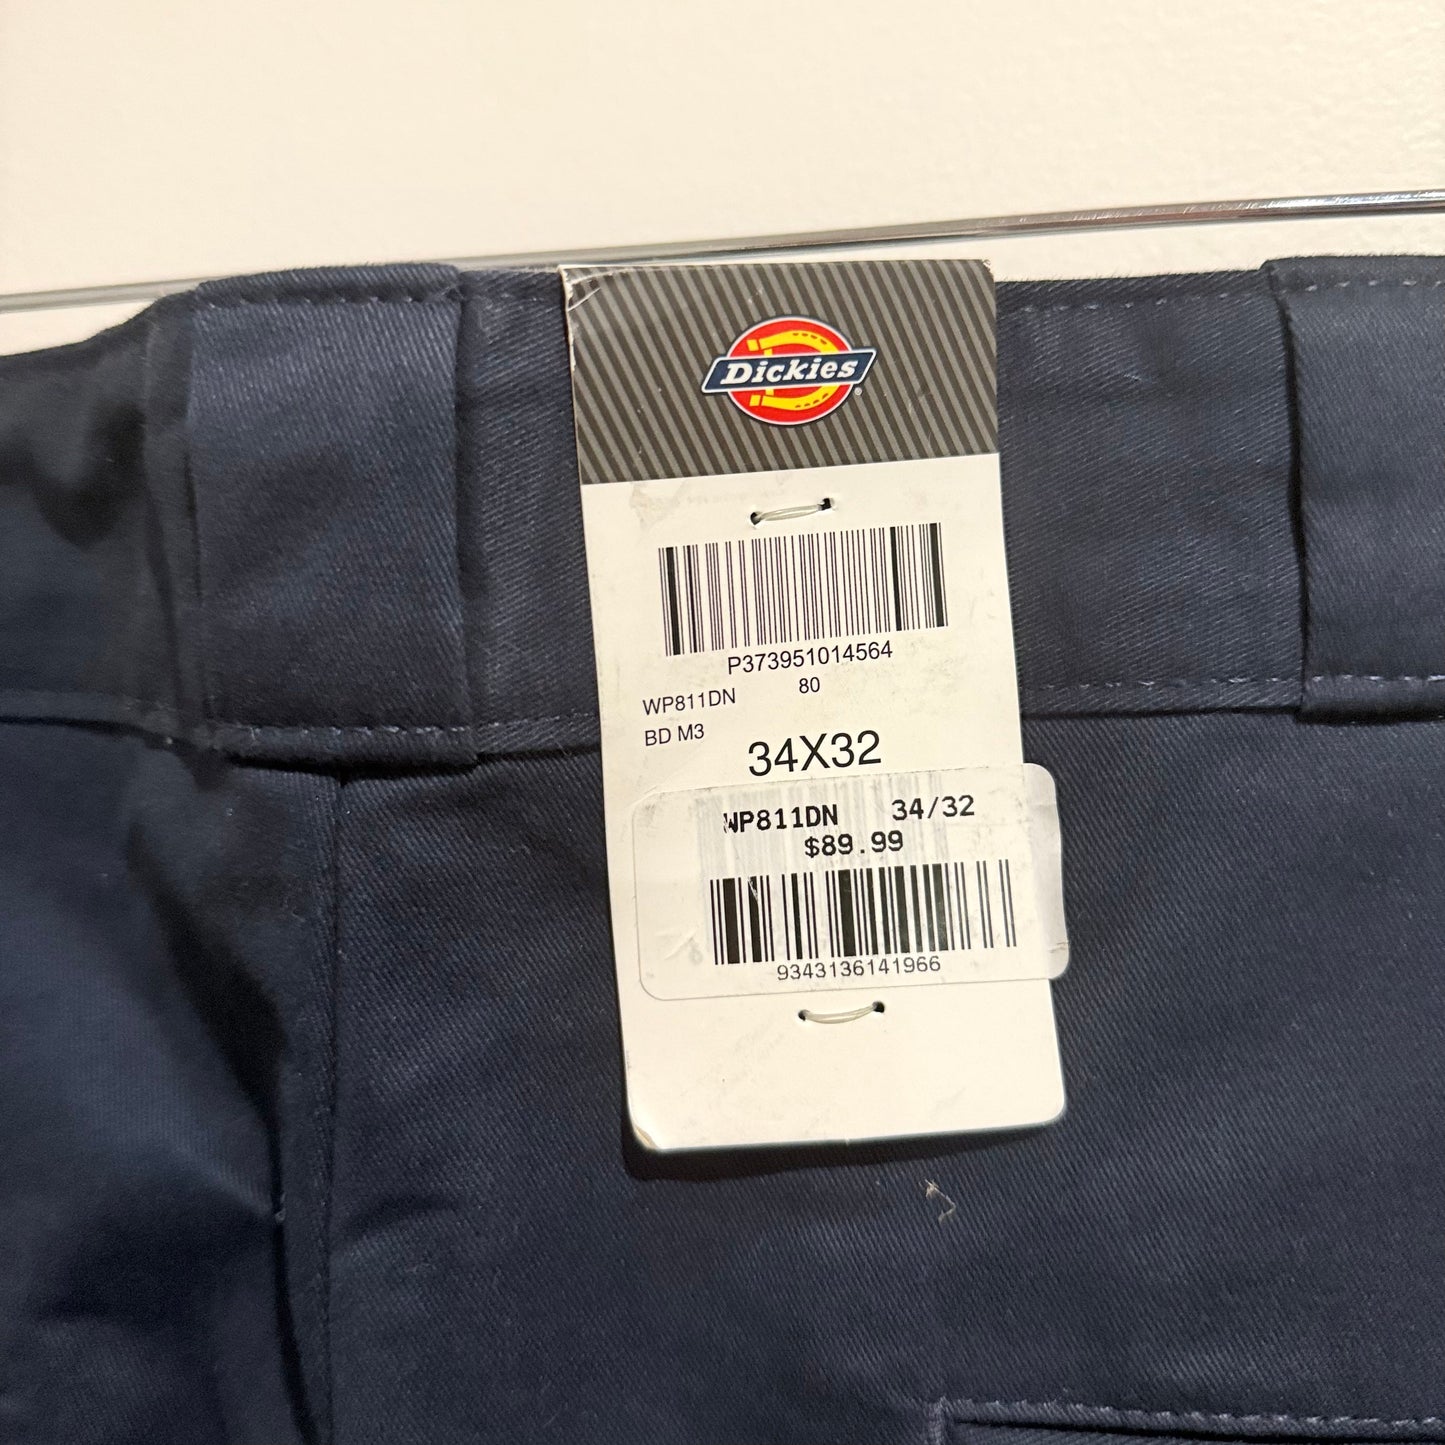 Dickies
P373951014564
WP811DN 80
BD M3
34X32
WP811DN 34/32
$89.99
9343136141966